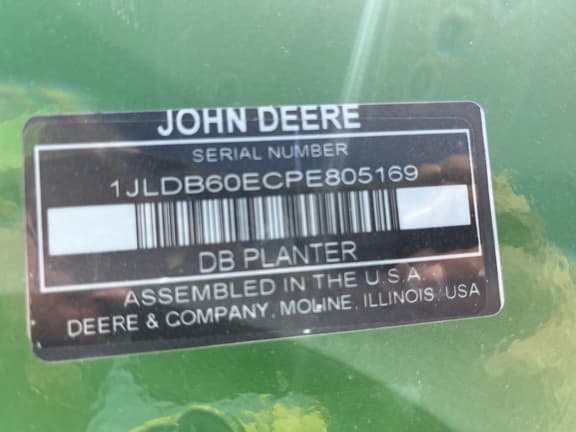 JOHN DEERE
SERIAL NUMBER
1JLDB60ECPE805169
DB PLANTER
ASSEMBLED IN THE U.S.A.
DEERE & COMPANY, MOLINE, ILLINOIS, USA